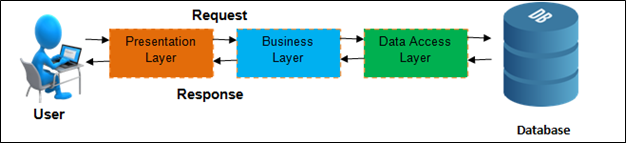 Request
Presentation
Layer
Business
Layer
Data Access
Layer
DB
Response
User
Database